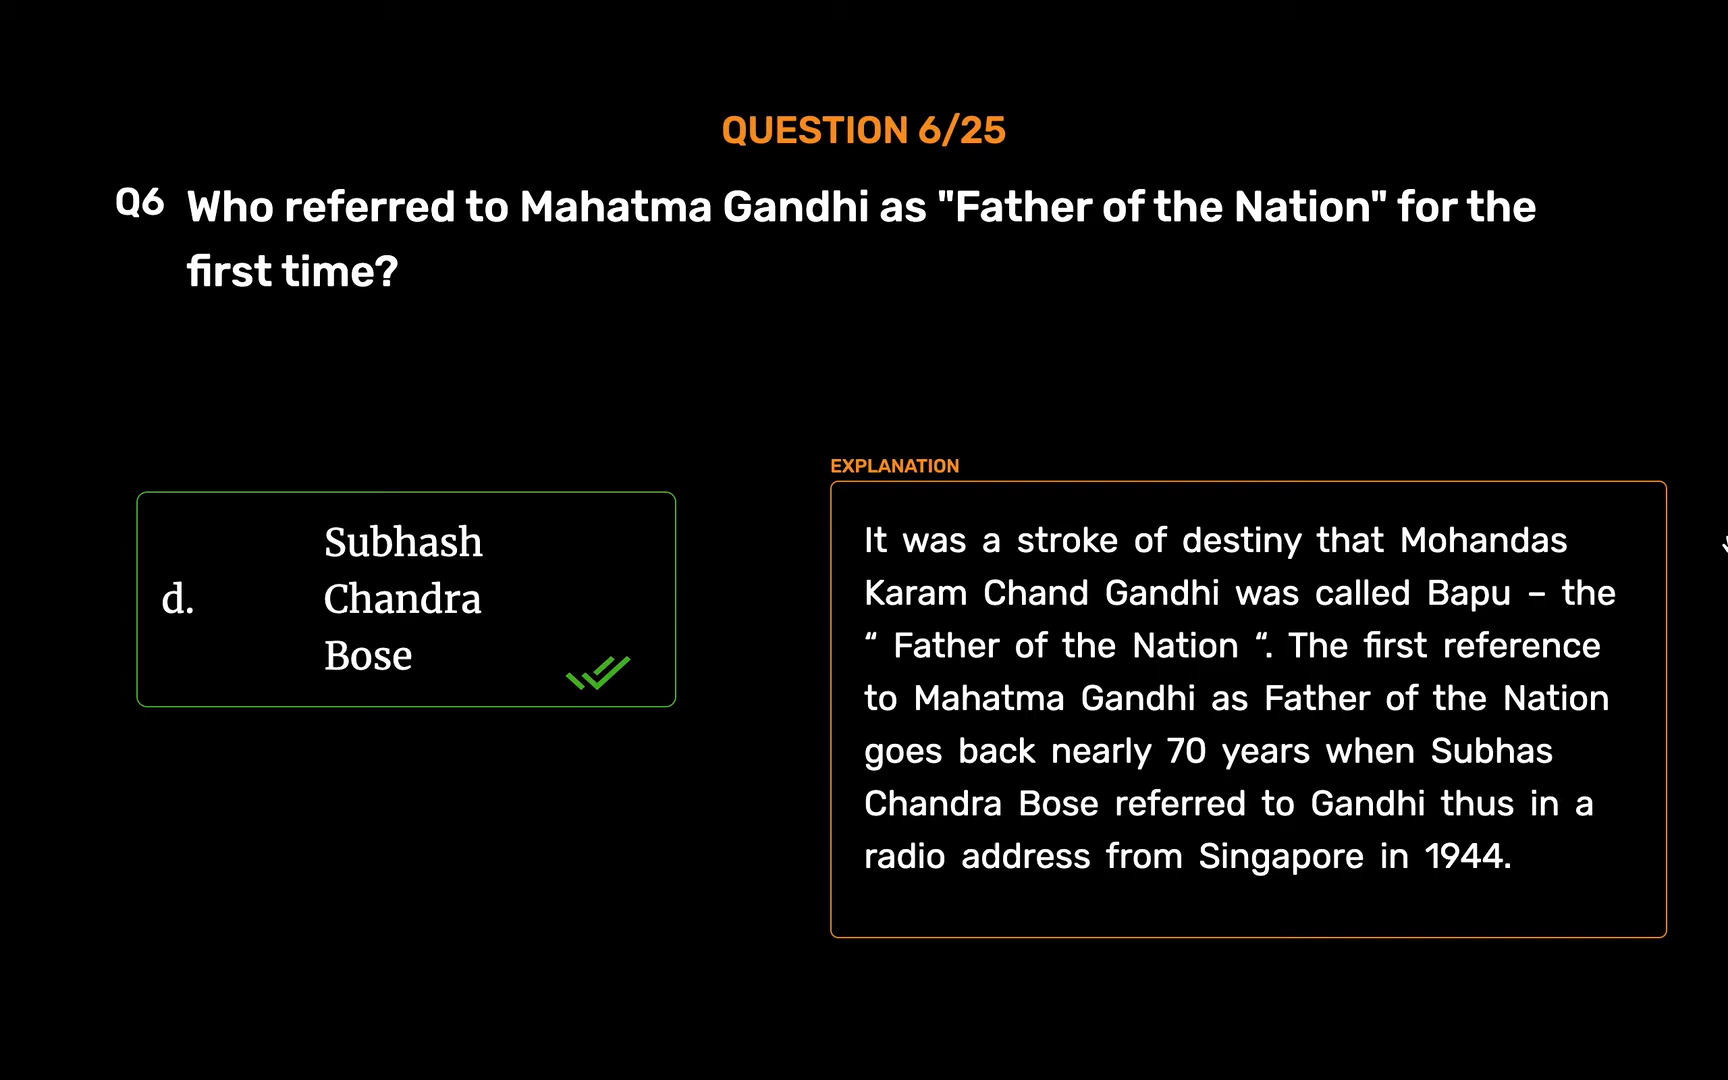 QUESTION 6/25
Q6 Who referred to Mahatma Gandhi as "Father of the Nation" for the
first time?
d. Subhash
Chandra
Bose
EXPLANATION
It was a stroke of destiny that Mohandas
Karam Chand Gandhi was called Bapu – the
“ Father of the Nation “. The first reference
to Mahatma Gandhi as Father of the Nation
goes back nearly 70 years when Subhas
Chandra Bose referred to Gandhi thus in a
radio address from Singapore in 1944.